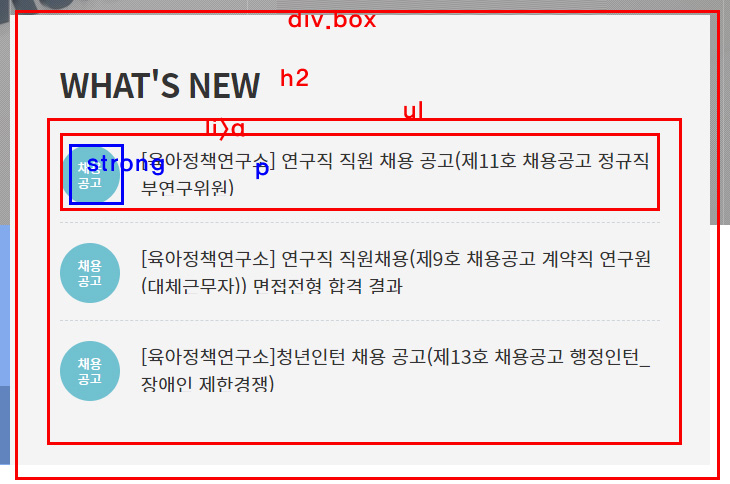 div.box
WHAT'S NEW
h2
ul
li>a
strong
p
채용
공고
[육아정책연구소] 연구직 직원 채용 공고(제11호 채용공고 정규직
부연구위원)
채용
공고
[육아정책연구소] 연구직 직원채용(제9호 채용공고 계약직 연구원
(대체근무자)) 면접전형 합격 결과
채용
공고
[육아정책연구소]청년인턴 채용 공고(제13호 채용공고 행정인턴_
장애인 제한경쟁)